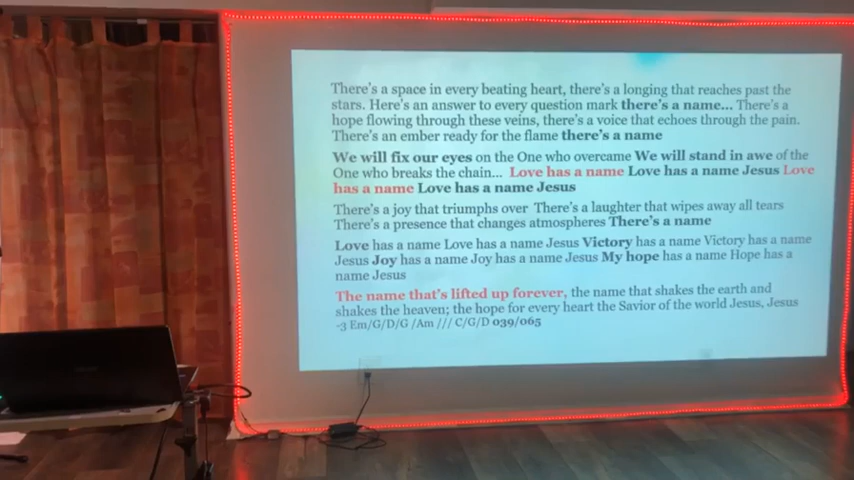 There's a space in every beating heart, there's a longing that reaches past the
stars. Here's an answer to every question mark there's a name... There's a
hope flowing through these veins, there's a voice that echoes through the pain.
There's an ember ready for the flame there's a name
We will fix our eyes on the One who overcame We will stand in awe of the
One who breaks the chain... Love has a name Love has a name Jesus Love
has a name Love has a name Jesus
There's a joy that triumphs over There's a laughter that wipes away all tears
There's a presence that changes atmospheres There's a name
Love has a name Love has a name Jesus Victory has a name Victory has a name
Jesus Joy has a name Joy has a name Jesus My hope has a name Hope has a
name Jesus
The name that's lifted up forever, the name that shakes the earth and
shakes the heaven; the hope for every heart the Savior of the world Jesus, Jesus
-3 Em/G/D/G /Am /// C/G/D 039/065